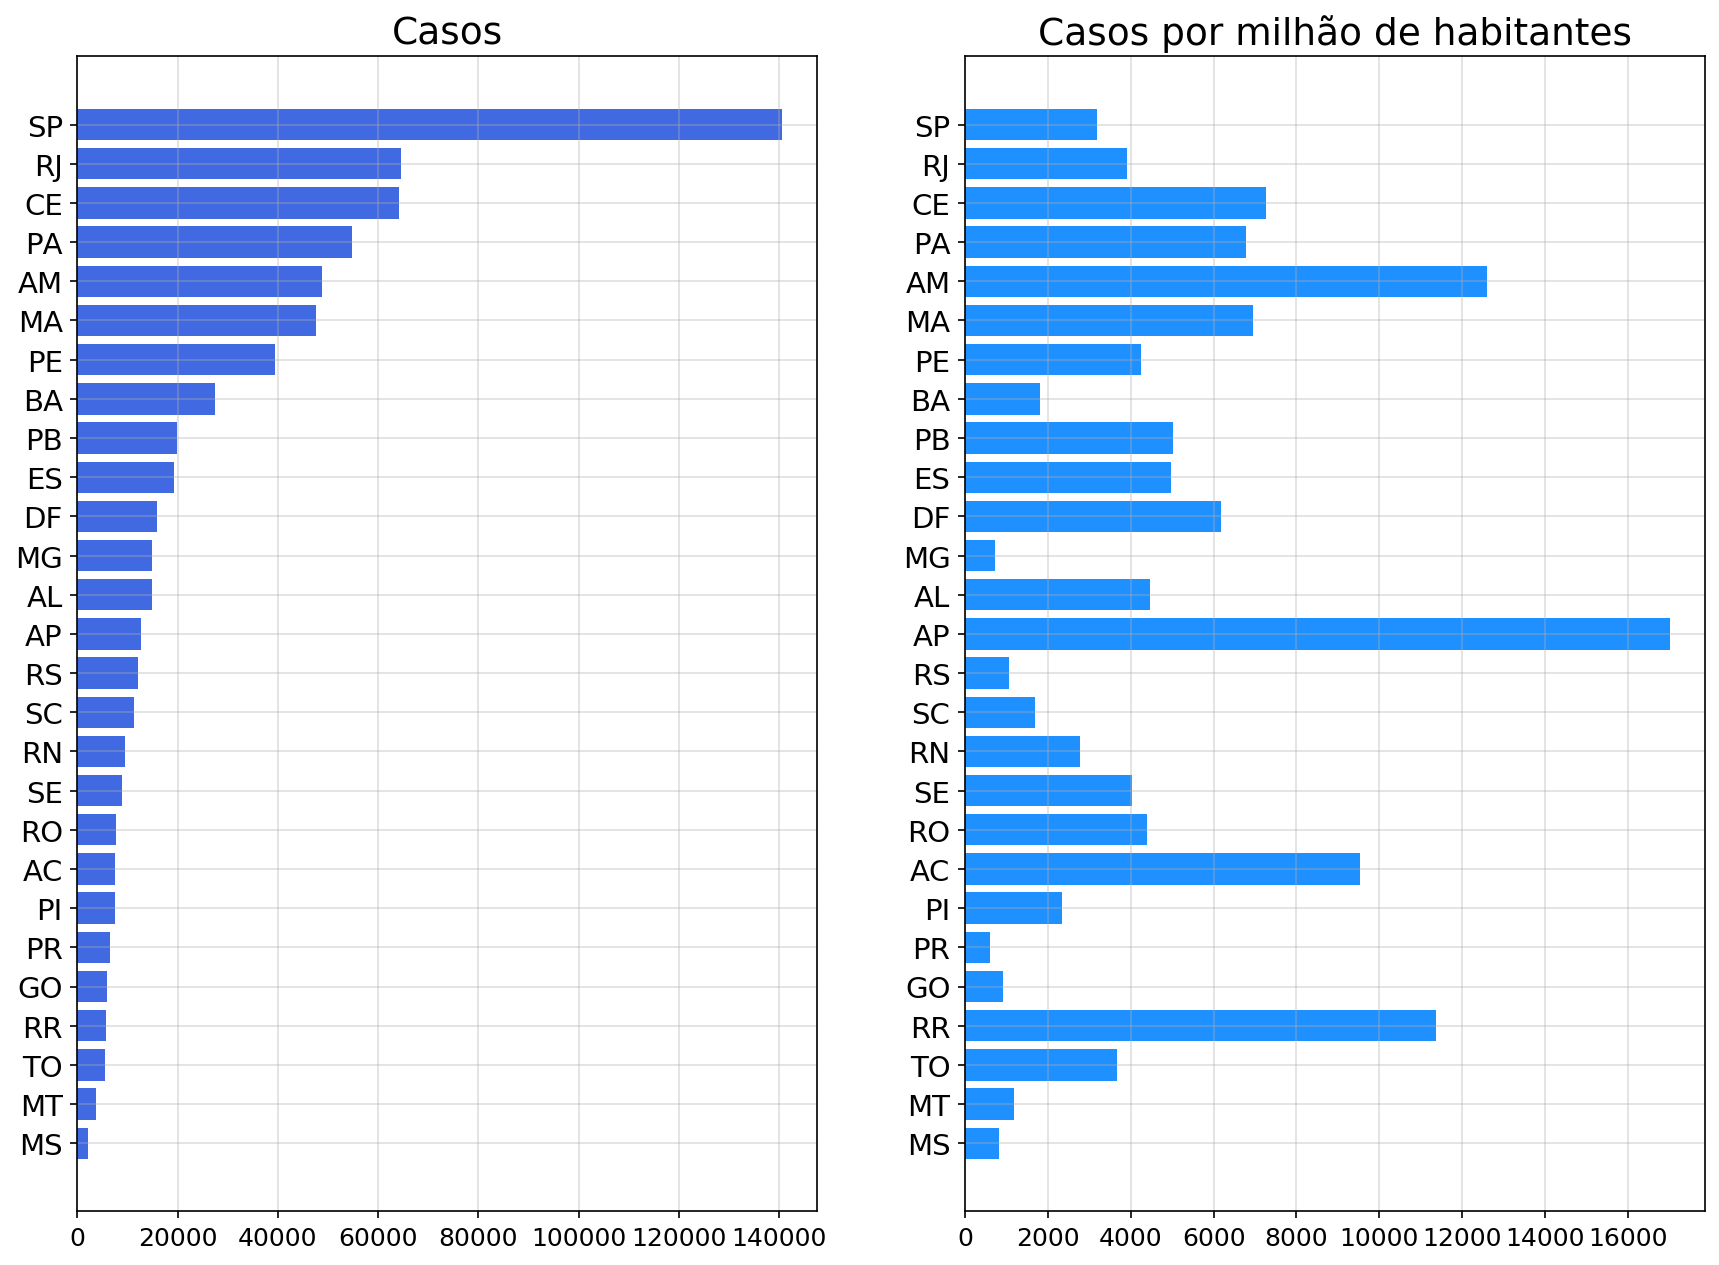 Casos
SP
RJ
CE
PA
AM
MA
PE
BA
PB
ES
DF
MG
AL
AP
RS
SC
RN
SE
RO
AC
PI
PR
GO
RR
TO
MT
MS
0 20000 40000 60000 80000 100000 120000 140000
Casos por milhão de habitantes
SP
RJ
CE
PA
AM
MA
PE
BA
PB
ES
DF
MG
AL
AP
RS
SC
RN
SE
RO
AC
PI
PR
GO
RR
TO
MT
MS
0 2000 4000 6000 8000 10000 12000 14000 16000